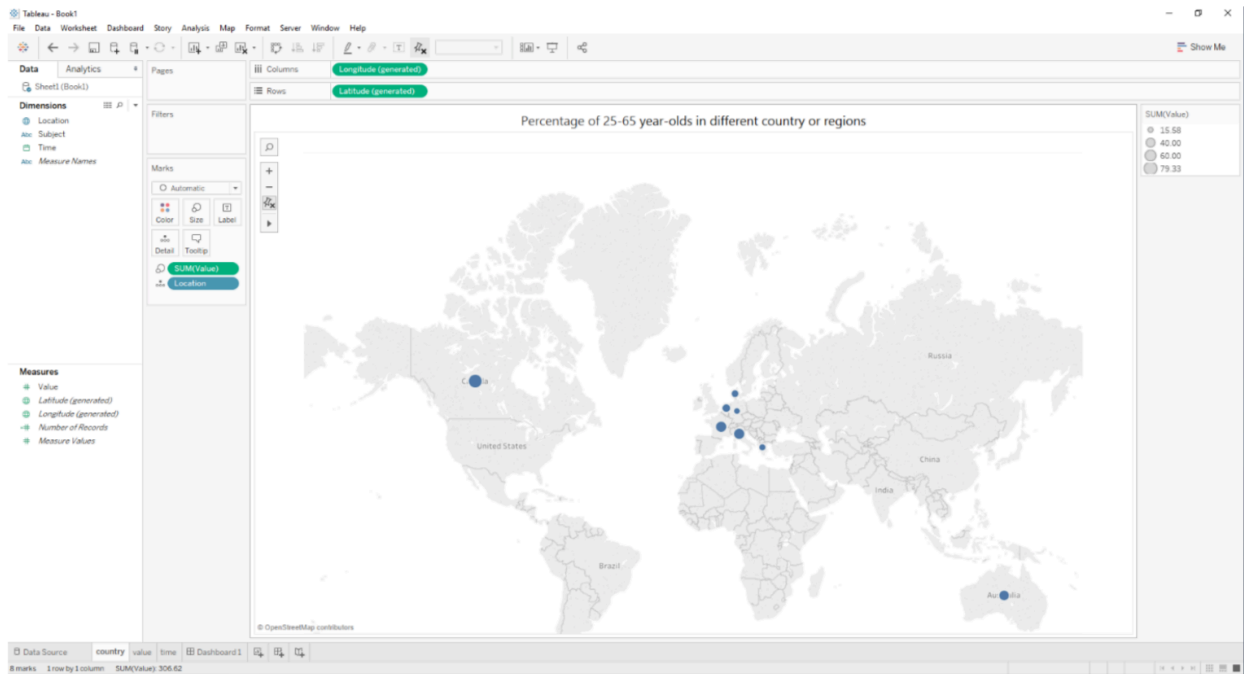 Tableau - Book1
File Data Worksheet Dashboard Story Analysis Map Format Server Window Help
Show Me
Data Analytics
Sheet1 (Book1)
Dimensions
Location
Abc Subject
Time
Abc Measure Names
Measures
Value
Latitude (generated)
Longitude (generated)
Number of Records
Measure Values
Pages
Filters
Marks
Automatic
Color Size Label
Detail Tooltip
SUM(Value)
Location
Columns Longitude (generated)
Rows Latitude (generated)
Percentage of 25-65 year-olds in different country or regions
Russia
United States
China
India
Brazil
© OpenStreetMap contributors
SUM(Value)
15.58
40.00
60.00
79.33
Data Source country value time Dashboard1
8 marks 1 row by 1 column SUM(Value): 306.62